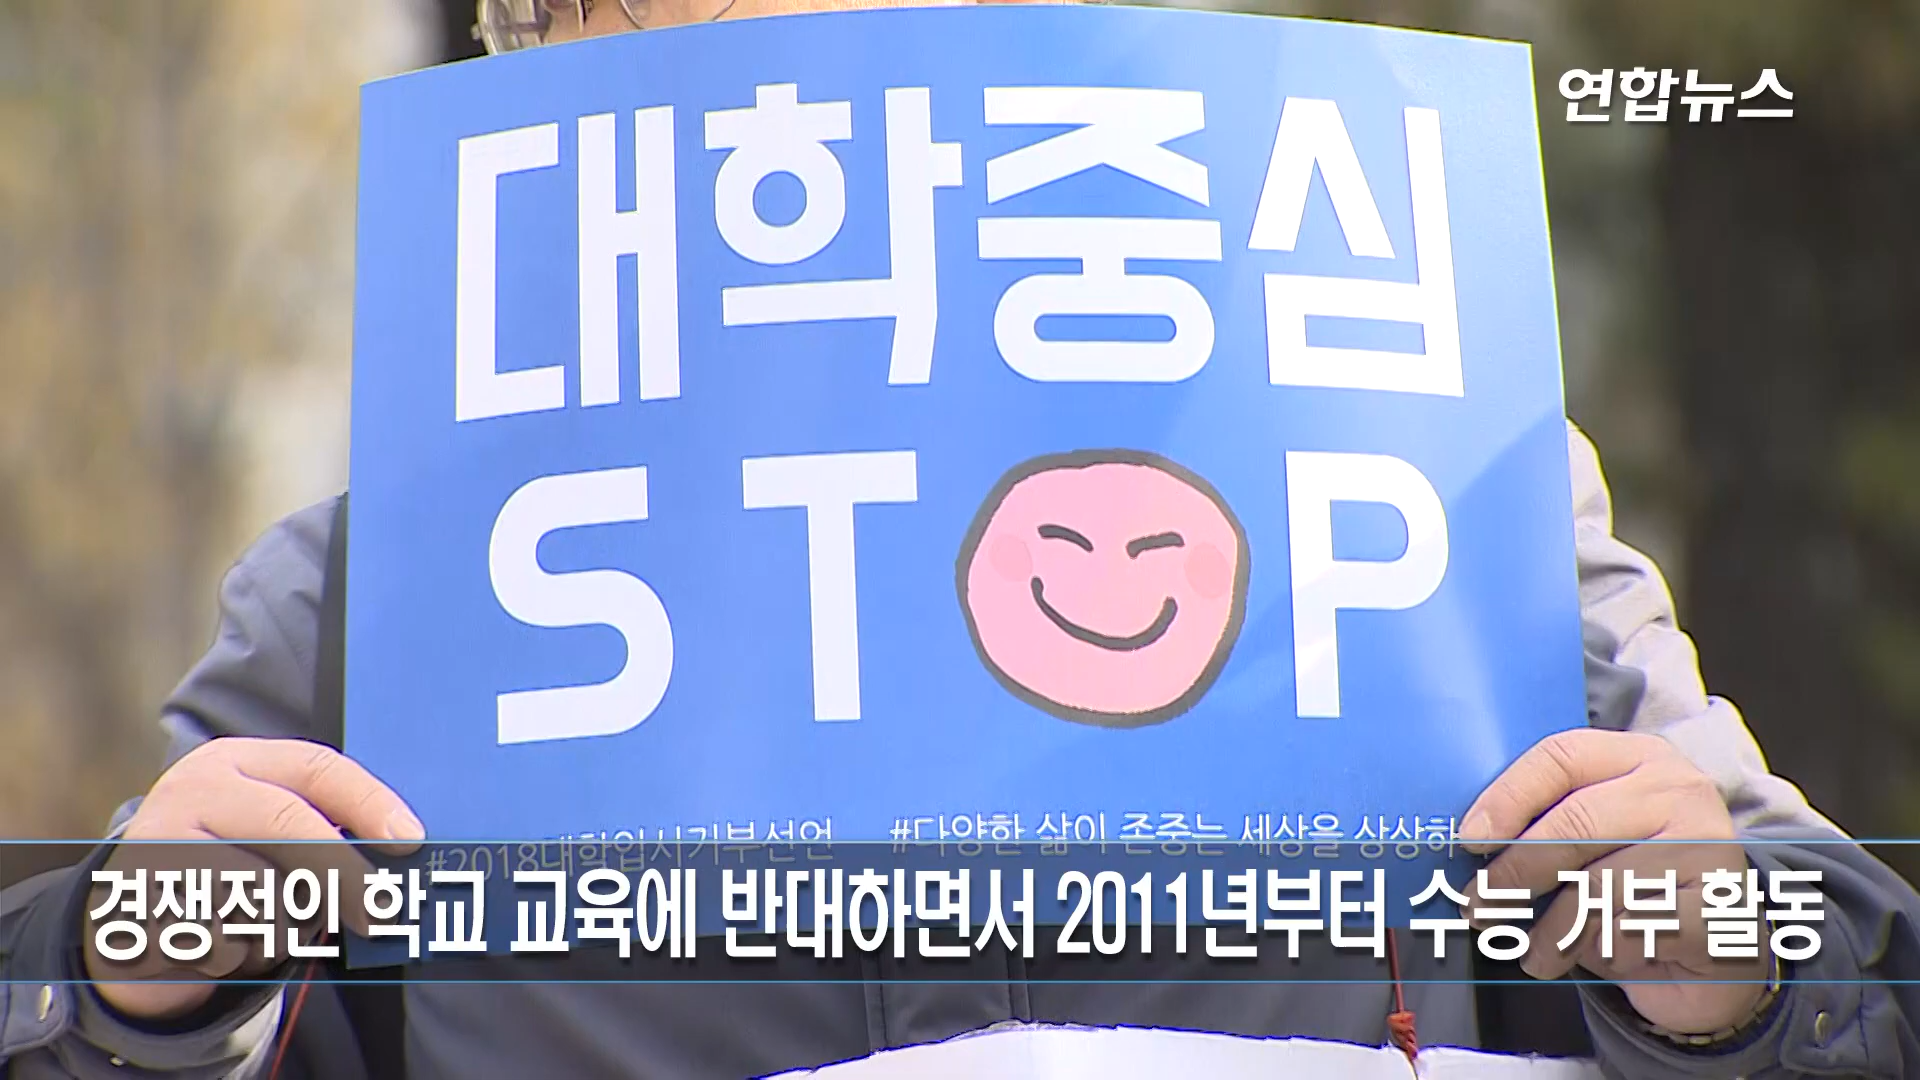 연합뉴스
대학중심
STOP
#2018대학입시거부선언 #다양한 삶이 존중는 세상을 상상하
경쟁적인 학교 교육에 반대하면서 2011년부터 수능 거부 활동